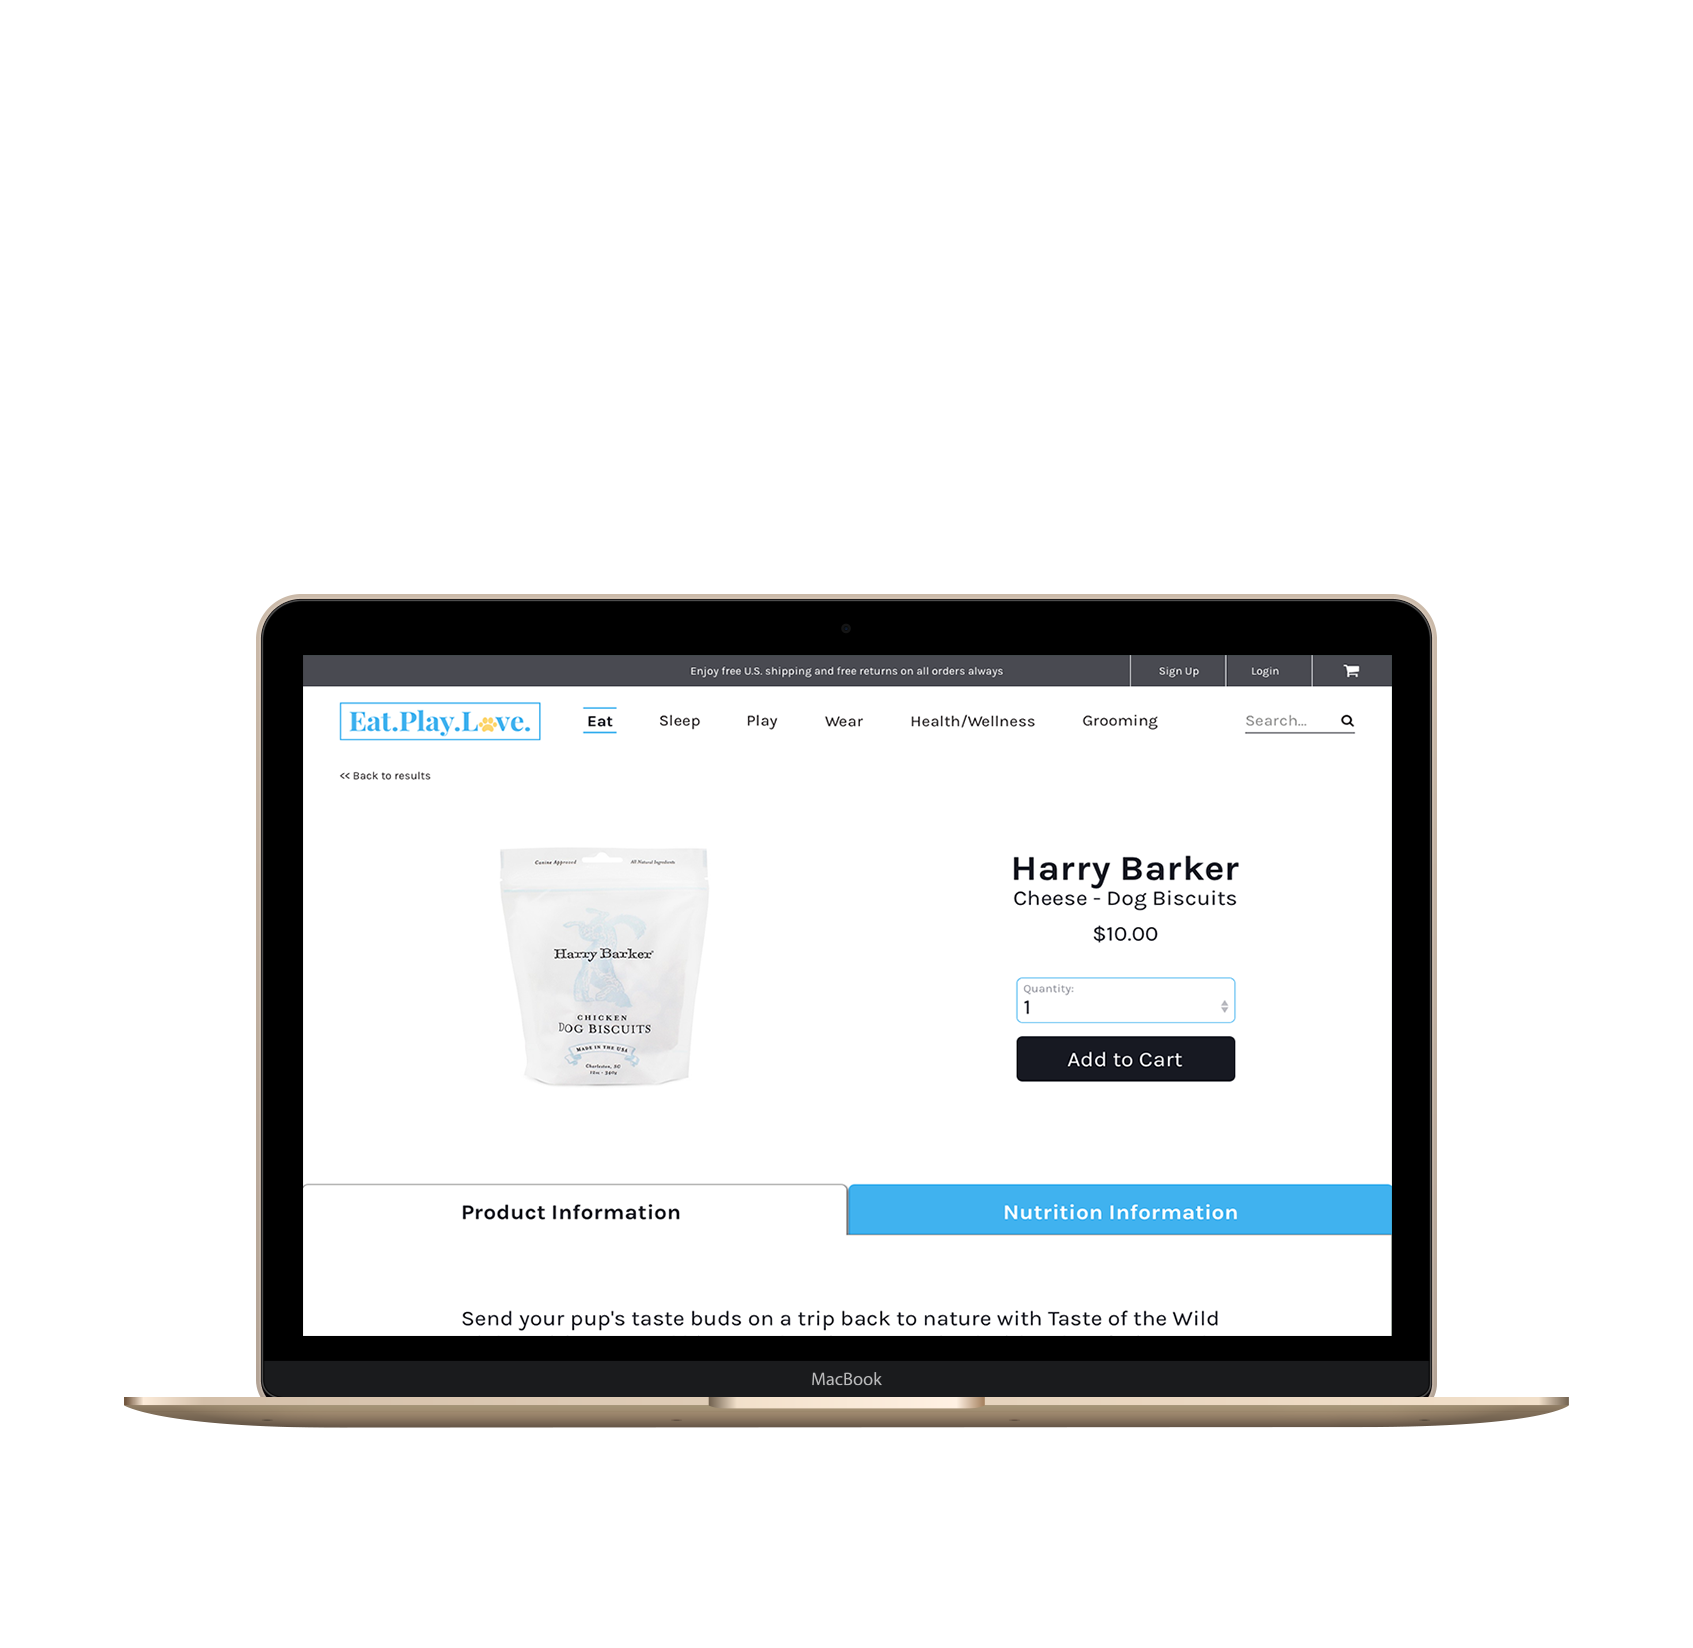 Enjoy free U.S. shipping and free returns on all orders always
Sign Up
Login
Eat.Play.Love.
Eat
Sleep
Play
Wear
Health/Wellness
Grooming
Search...
<< Back to results
Canine Approved
All Natural Ingredients
Harry Barker
CHICKEN
DOG BISCUITS
MADE IN THE USA
Charleston, SC
12oz - 340g
Harry Barker
Cheese - Dog Biscuits
$10.00
Quantity:
1
Add to Cart
Product Information
Nutrition Information
Send your pup's taste buds on a trip back to nature with Taste of the Wild
MacBook